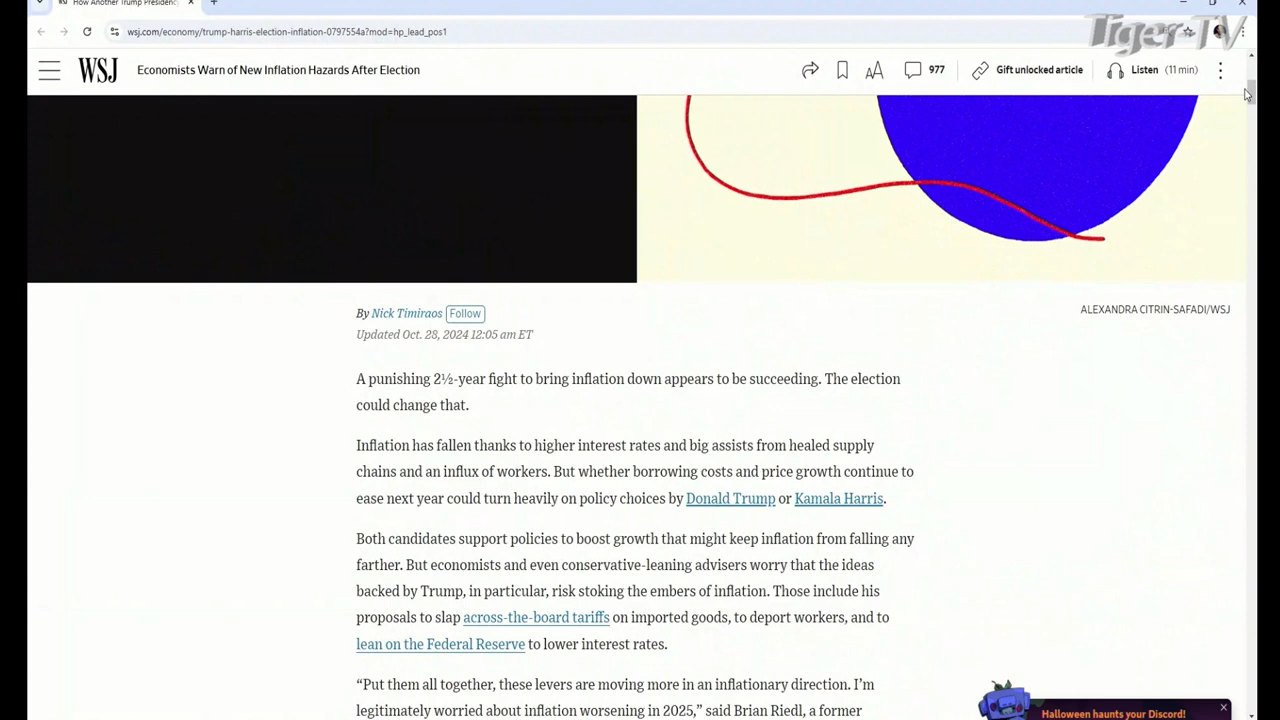 How Another Trump Presidenc
wsj.com/economy/trump-harris-election-inflation-0797554a?mod=hp_lead_pos1
Tiger-TV
WSJ
Economists Warn of New Inflation Hazards After Election
AA
977
Gift unlocked article
Listen (11 min)
By Nick Timiraos Follow
ALEXANDRA CITRIN-SAFADI/WSJ
Updated Oct. 28, 2024 12:05 am ET
A punishing 2½-year fight to bring inflation down appears to be succeeding. The election
could change that.
Inflation has fallen thanks to higher interest rates and big assists from healed supply
chains and an influx of workers. But whether borrowing costs and price growth continue to
ease next year could turn heavily on policy choices by Donald Trump or Kamala Harris.
Both candidates support policies to boost growth that might keep inflation from falling any
farther. But economists and even conservative-leaning advisers worry that the ideas
backed by Trump, in particular, risk stoking the embers of inflation. Those include his
proposals to slap across-the-board tariffs on imported goods, to deport workers, and to
lean on the Federal Reserve to lower interest rates.
“Put them all together, these levers are moving more in an inflationary direction. I’m
legitimately worried about inflation worsening in 2025,” said Brian Riedl, a former
Halloween haunts your Discord!